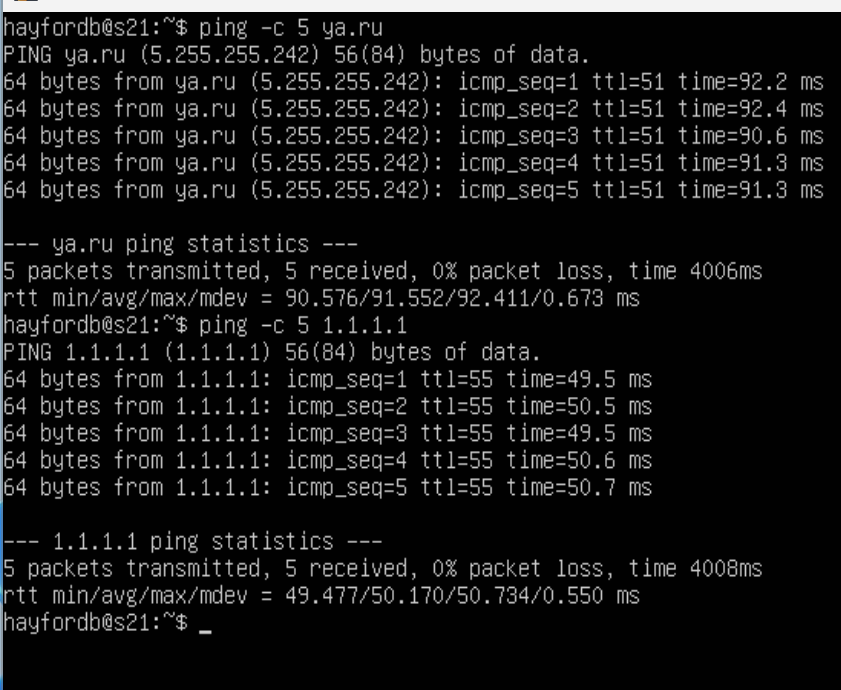 hayfordb@s21:~$ ping -c 5 ya.ru
PING ya.ru (5.255.255.242) 56(84) bytes of data.
64 bytes from ya.ru (5.255.255.242): icmp_seq=1 ttl=51 time=92.2 ms
64 bytes from ya.ru (5.255.255.242): icmp_seq=2 ttl=51 time=92.4 ms
64 bytes from ya.ru (5.255.255.242): icmp_seq=3 ttl=51 time=90.6 ms
64 bytes from ya.ru (5.255.255.242): icmp_seq=4 ttl=51 time=91.3 ms
64 bytes from ya.ru (5.255.255.242): icmp_seq=5 ttl=51 time=91.3 ms
--- ya.ru ping statistics ---
5 packets transmitted, 5 received, 0% packet loss, time 4006ms
rtt min/avg/max/mdev = 90.576/91.552/92.411/0.673 ms
hayfordb@s21:~$ ping -c 5 1.1.1.1
PING 1.1.1.1 (1.1.1.1) 56(84) bytes of data.
64 bytes from 1.1.1.1: icmp_seq=1 ttl=55 time=49.5 ms
64 bytes from 1.1.1.1: icmp_seq=2 ttl=55 time=50.5 ms
64 bytes from 1.1.1.1: icmp_seq=3 ttl=55 time=49.5 ms
64 bytes from 1.1.1.1: icmp_seq=4 ttl=55 time=50.6 ms
64 bytes from 1.1.1.1: icmp_seq=5 ttl=55 time=50.7 ms
--- 1.1.1.1 ping statistics ---
5 packets transmitted, 5 received, 0% packet loss, time 4008ms
rtt min/avg/max/mdev = 49.477/50.170/50.734/0.550 ms
hayfordb@s21:~$ _